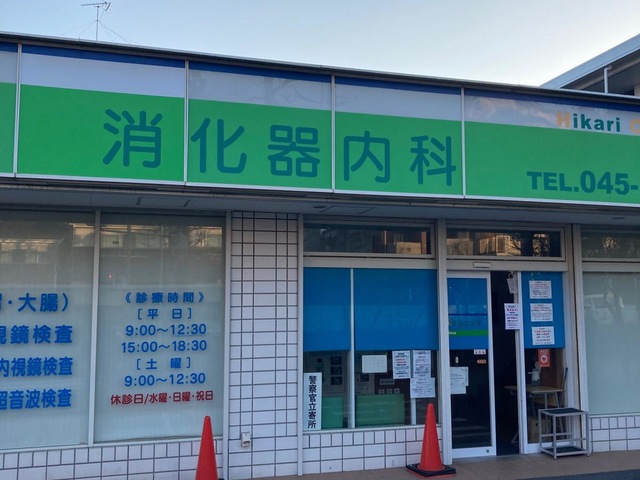 消化器内科
Hikari
TEL.045-
・大腸）
視鏡検査
内視鏡検査
超音波検査
《診療時間》
［平 日］
9:00〜12:30
15:00〜18:30
［土 曜］
9:00〜12:30
休診日/水曜・日曜・祝日
警察官立寄所